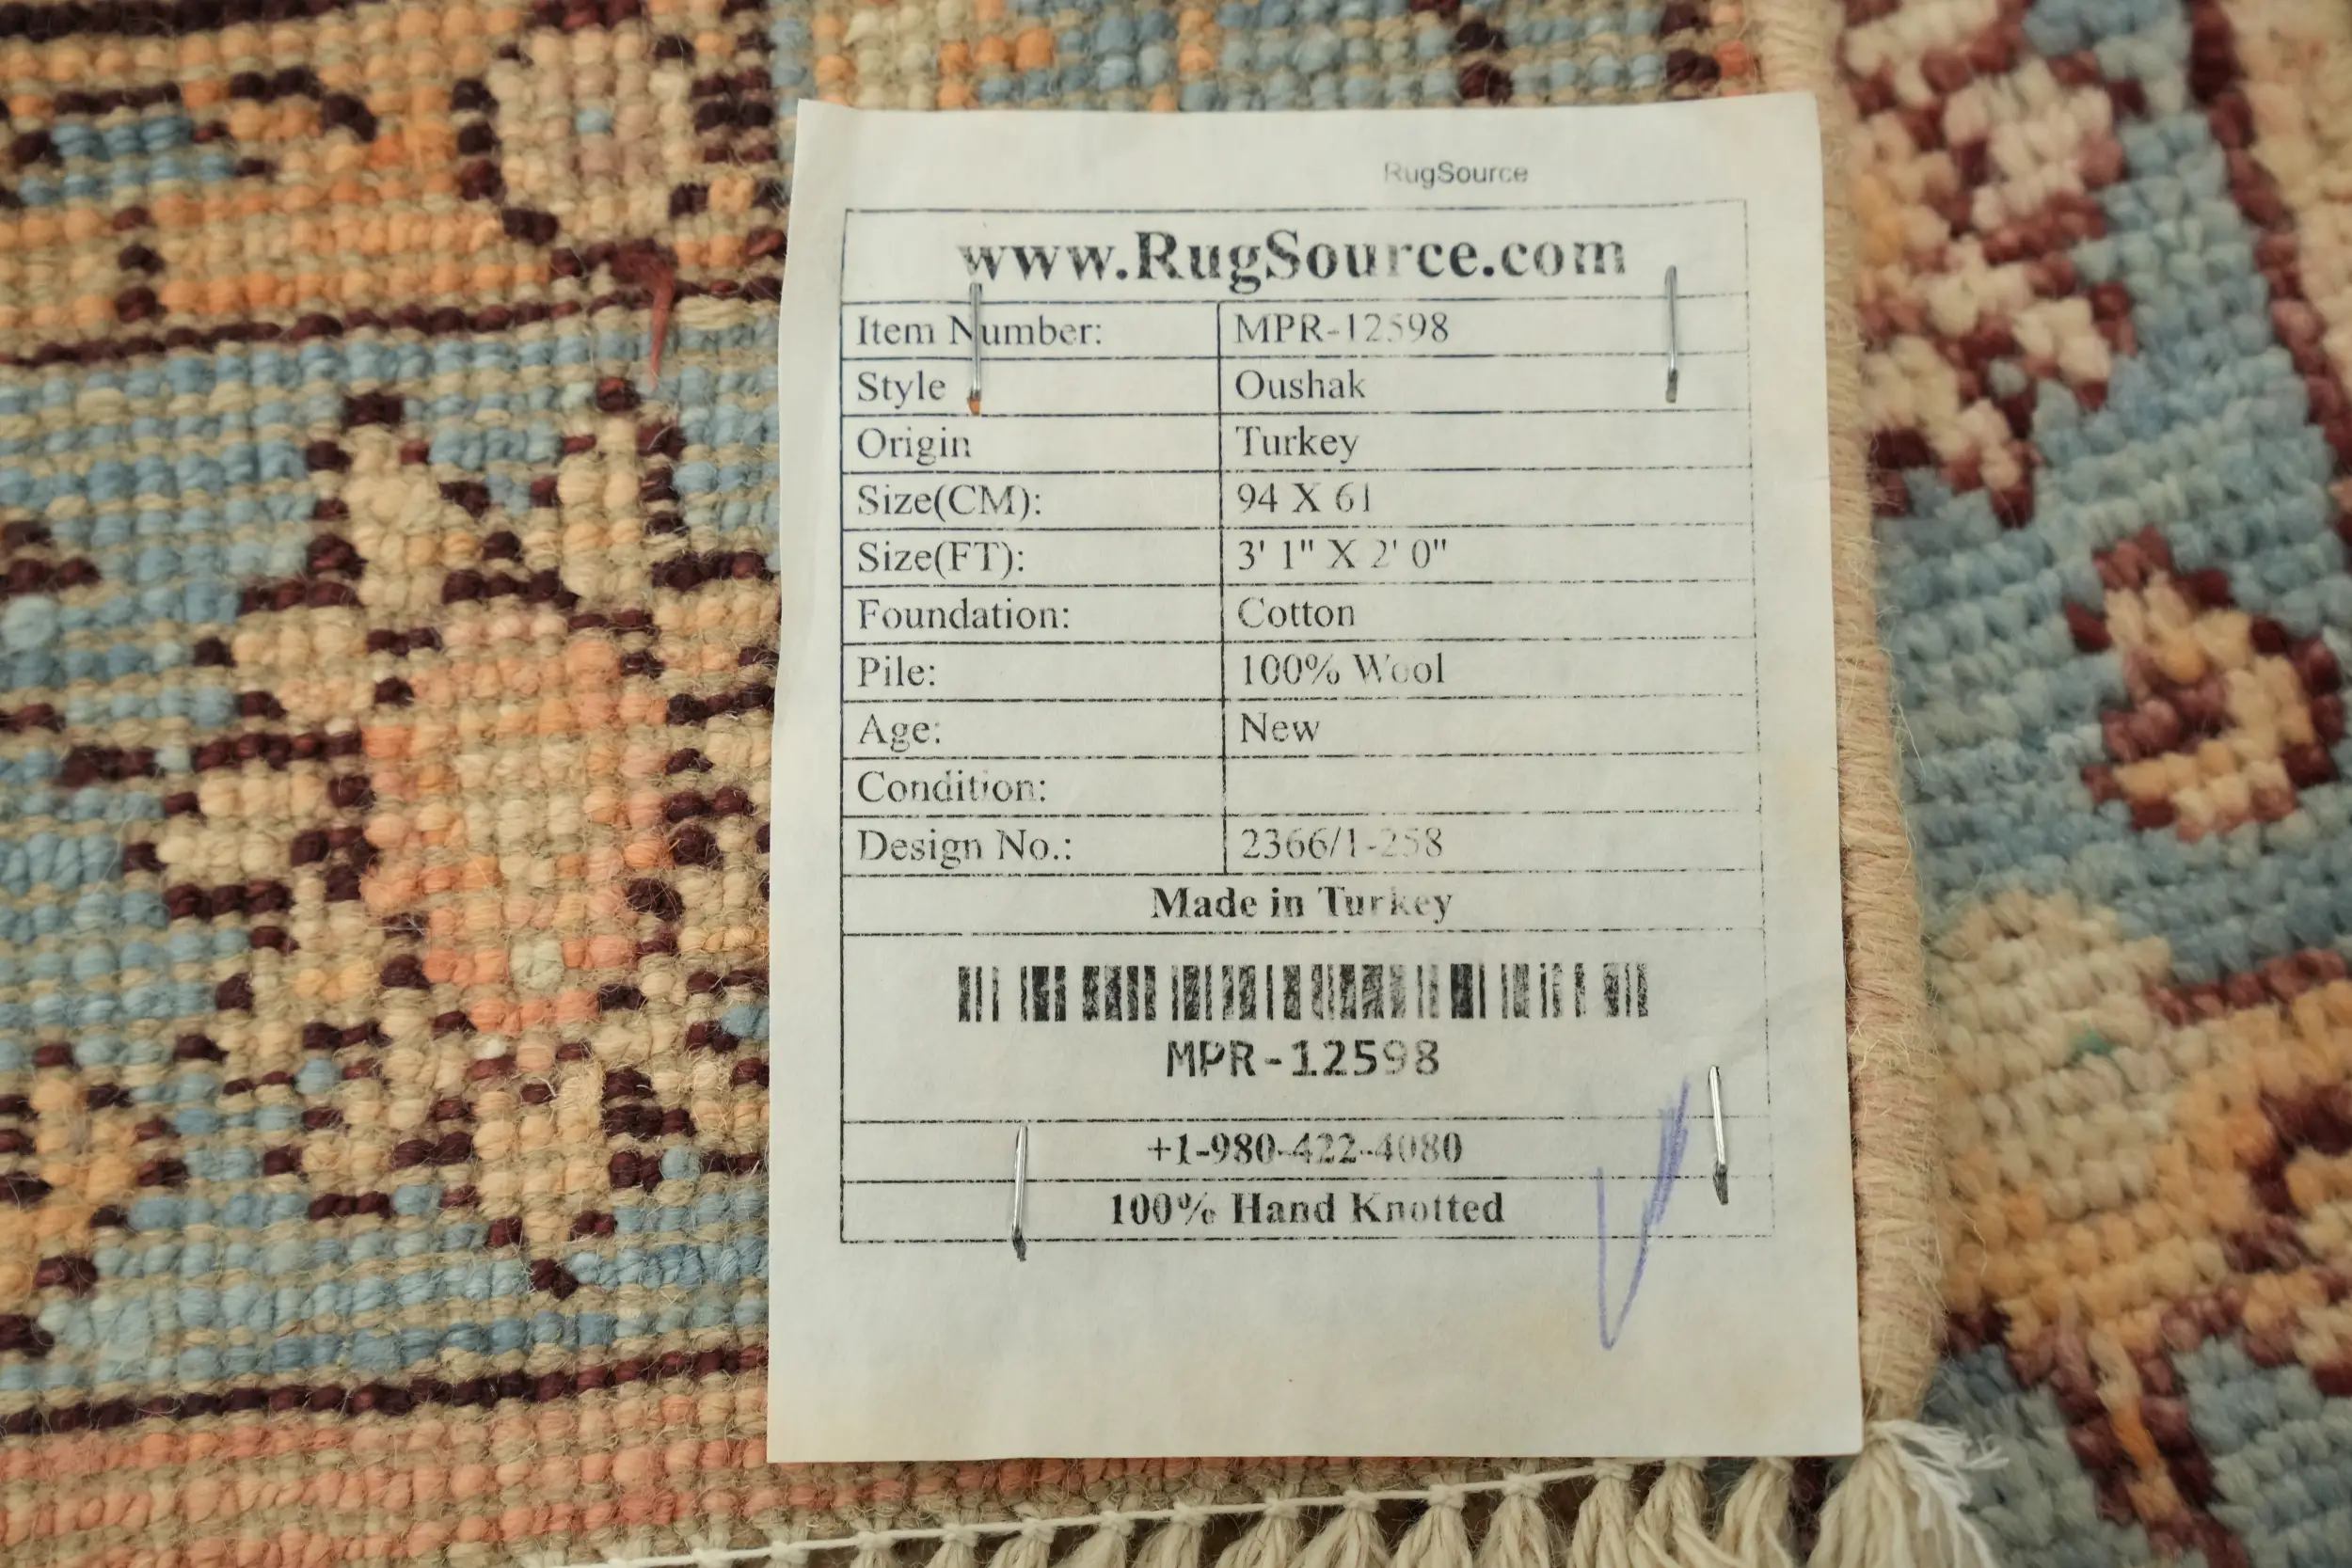 RugSource
www.RugSource.com
Item Number: MPR-12598
Style Oushak
Origin Turkey
Size(CM): 94 X 61
Size(FT): 3' 1" X 2' 0"
Foundation: Cotton
Pile: 100% Wool
Age: New
Condition:
Design No.: 2366/1-258
Made in Turkey
MPR-12598
+1-980-422-4080
100% Hand Knotted